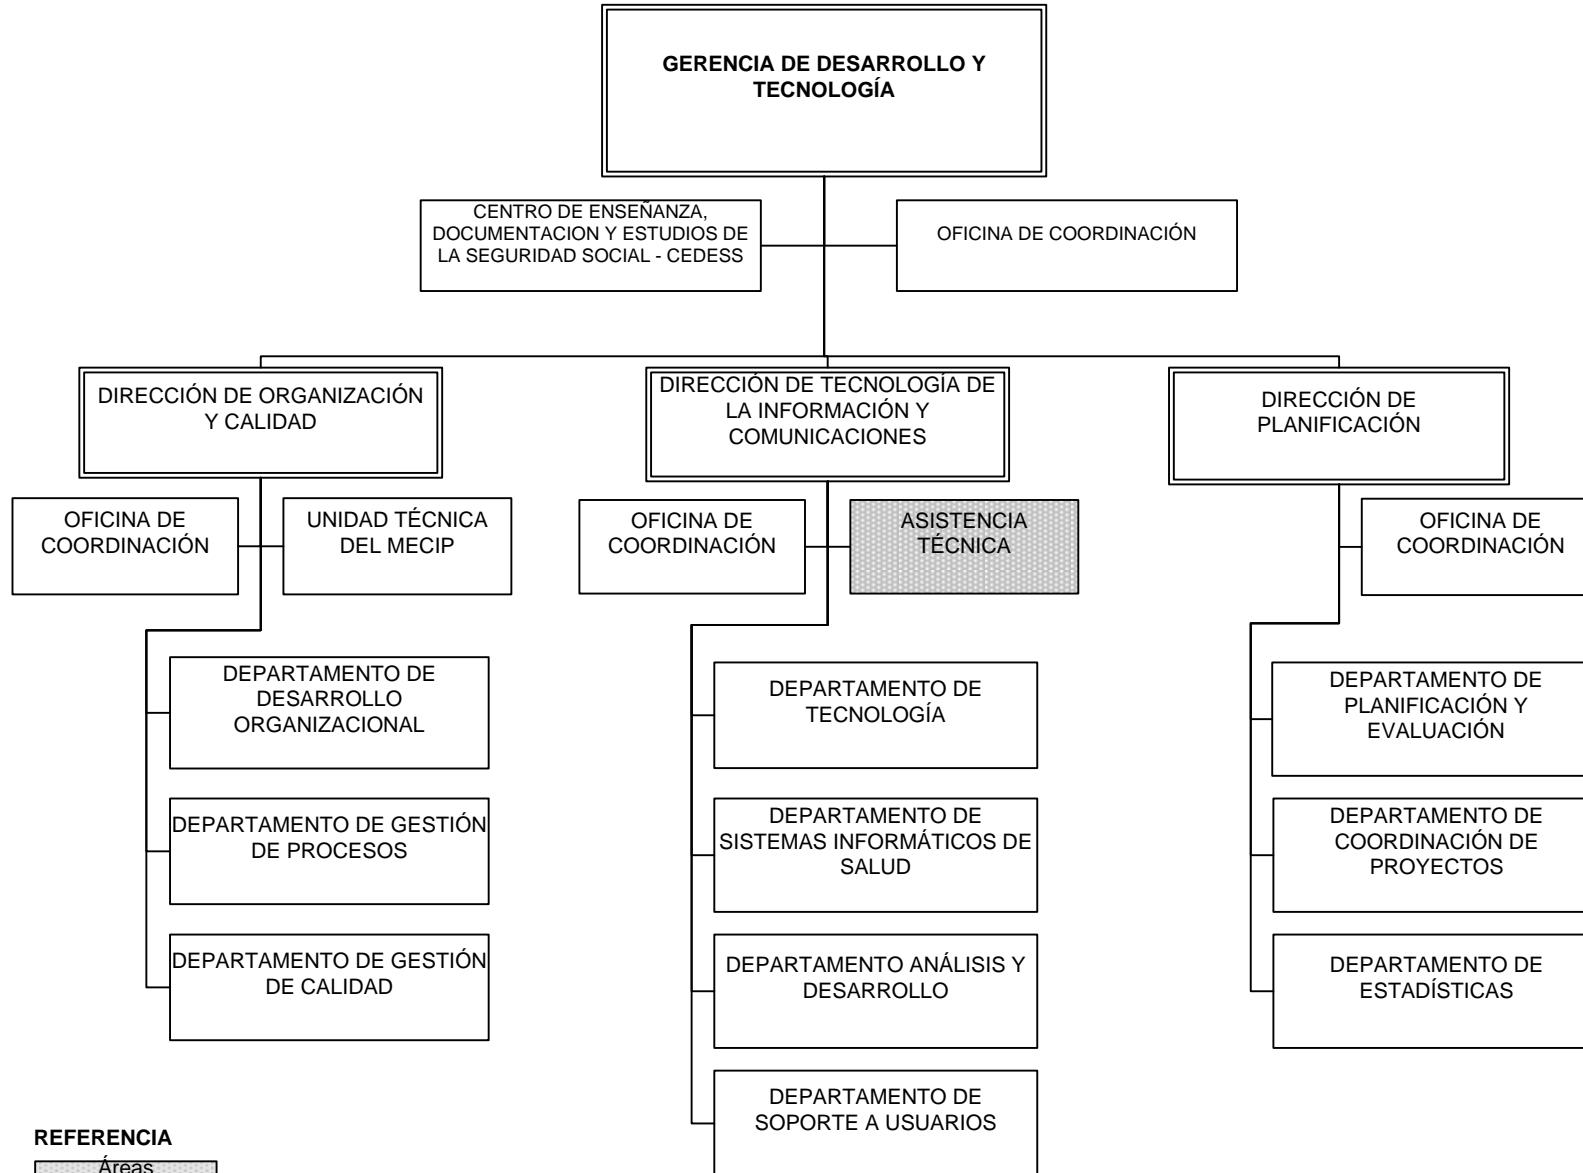 GERENCIA DE DESARROLLO Y
TECNOLOGÍA
CENTRO DE ENSEÑANZA,
DOCUMENTACION Y ESTUDIOS DE
LA SEGURIDAD SOCIAL - CEDESS
OFICINA DE COORDINACIÓN
DIRECCIÓN DE ORGANIZACIÓN
Y CALIDAD
DIRECCIÓN DE TECNOLOGÍA DE
LA INFORMACIÓN Y
COMUNICACIONES
DIRECCIÓN DE
PLANIFICACIÓN
OFICINA DE
COORDINACIÓN
UNIDAD TÉCNICA
DEL MECIP
OFICINA DE
COORDINACIÓN
ASISTENCIA
TÉCNICA
OFICINA DE
COORDINACIÓN
DEPARTAMENTO DE
DESARROLLO
ORGANIZACIONAL
DEPARTAMENTO DE
TECNOLOGÍA
DEPARTAMENTO DE
PLANIFICACIÓN Y
EVALUACIÓN
DEPARTAMENTO DE GESTIÓN
DE PROCESOS
DEPARTAMENTO DE
SISTEMAS INFORMÁTICOS DE
SALUD
DEPARTAMENTO DE
COORDINACIÓN DE
PROYECTOS
DEPARTAMENTO DE GESTIÓN
DE CALIDAD
DEPARTAMENTO ANÁLISIS Y
DESARROLLO
DEPARTAMENTO DE
ESTADÍSTICAS
DEPARTAMENTO DE
SOPORTE A USUARIOS
REFERENCIA
Áreas